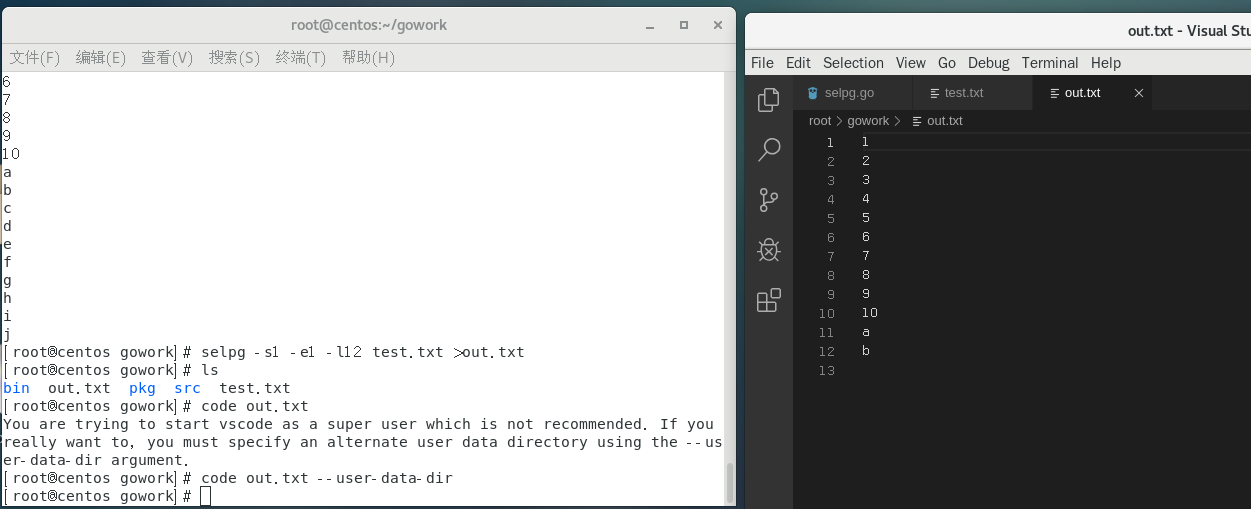 root@centos:~/gowork
文件(F) 编辑(E) 查看(V) 搜索(S) 终端(T) 帮助(H)
6
7
8
9
10
a
b
c
d
e
f
g
h
i
j
[root@centos gowork]# selpg -s1 -e1 -l12 test.txt >out.txt
[root@centos gowork]# ls
bin out.txt pkg src test.txt
[root@centos gowork]# code out.txt
You are trying to start vscode as a super user which is not recommended. If you
really want to, you must specify an alternate user data directory using the --us
er-data-dir argument.
[root@centos gowork]# code out.txt --user-data-dir
[root@centos gowork]#
out.txt - Visual Stu
File Edit Selection View Go Debug Terminal Help
selpg.go test.txt out.txt
root > gowork > out.txt
1 1
2 2
3 3
4 4
5 5
6 6
7 7
8 8
9 9
10 10
11 a
12 b
13